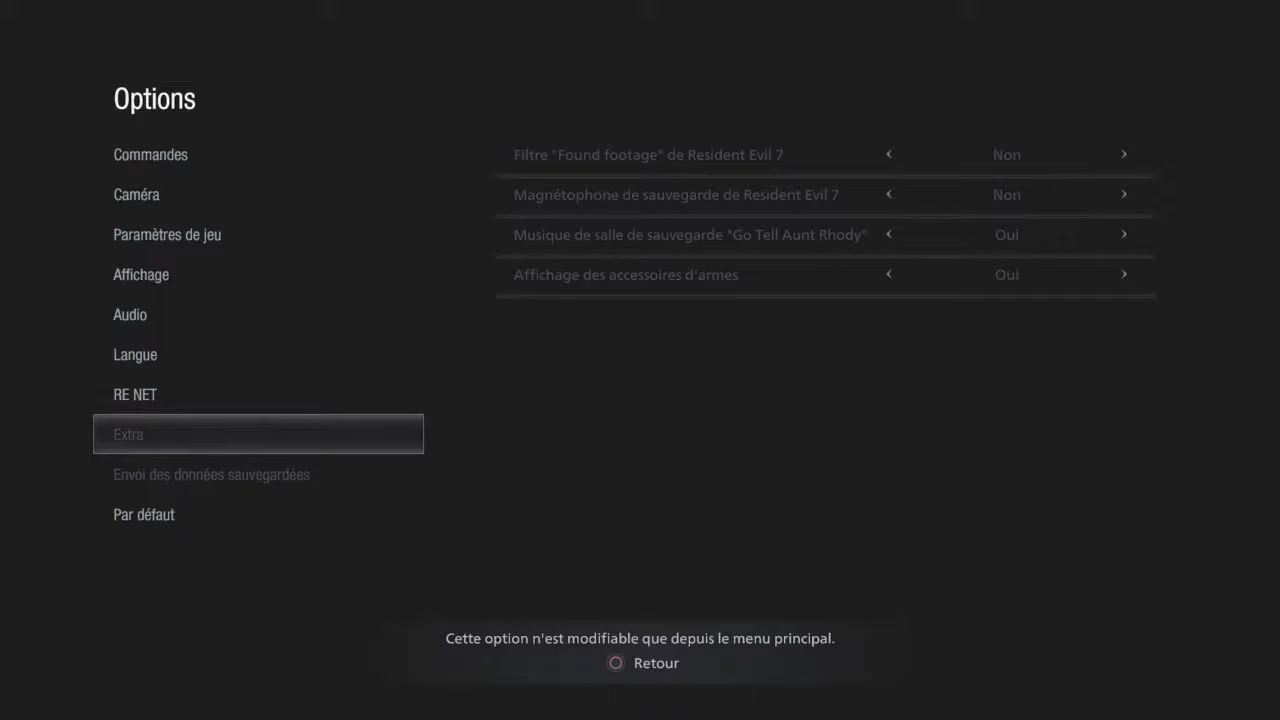 Options
Commandes
Caméra
Paramètres de jeu
Affichage
Audio
Langue
RE NET
Extra
Envoi des données sauvegardées
Par défaut
Filtre "Found footage" de Resident Evil 7 Non
Magnétophone de sauvegarde de Resident Evil 7 Non
Musique de salle de sauvegarde "Go Tell Aunt Rhody" Oui
Affichage des accessoires d'armes Oui
Cette option n'est modifiable que depuis le menu principal.
Retour